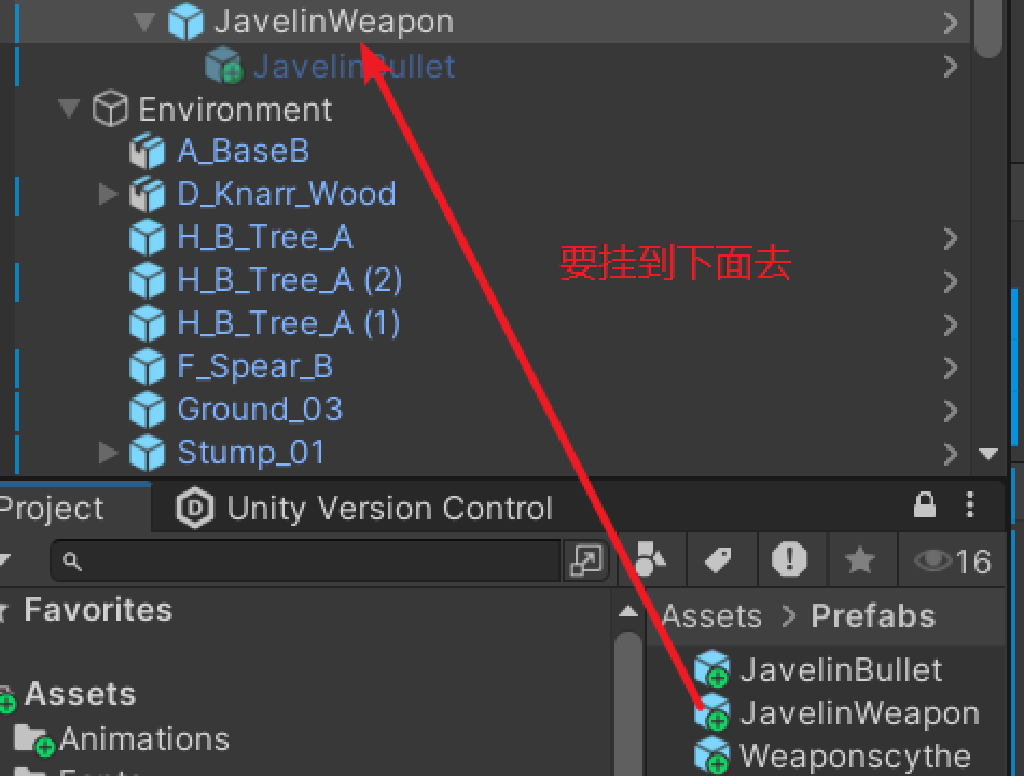 JavelinWeapon
JavelinBullet
Environment
A_BaseB
D_Knarr_Wood
H_B_Tree_A
要挂到下面去
H_B_Tree_A (2)
H_B_Tree_A (1)
F_Spear_B
Ground_03
Stump_01
Project
Unity Version Control
16
Favorites
Assets > Prefabs
JavelinBullet
Assets
JavelinWeapon
Animations
Weaponscythe